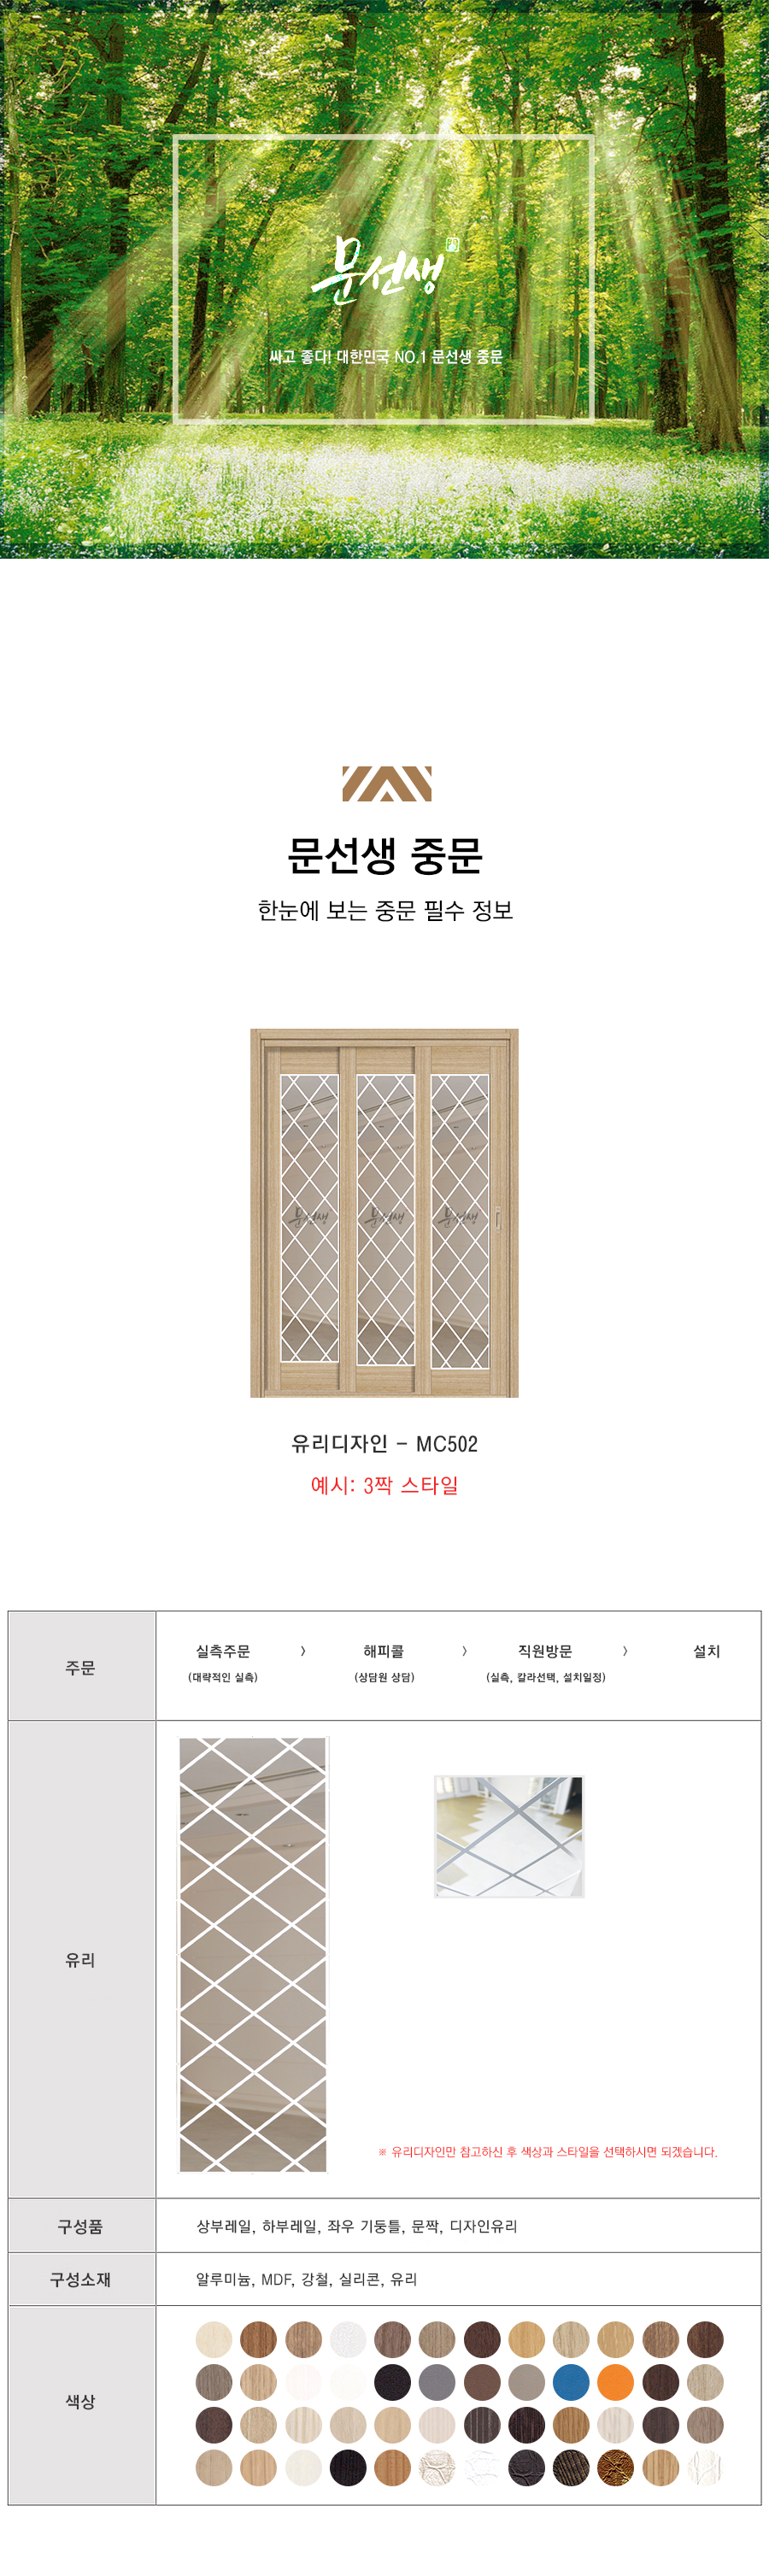 문선생
싸고 좋다! 대한민국 NO.1 문선생 중문
문선생 중문
한눈에 보는 중문 필수 정보
문선생 문선생 문선생
유리디자인 - MC502
예시: 3짝 스타일
주문
실측주문 > 해피콜 > 직원방문 > 설치
(대략적인 실측) (상담원 상담) (실측, 칼라선택, 설치일정)
유리
※ 유리디자인만 참고하신 후 색상과 스타일을 선택하시면 되겠습니다.
구성품 상부레일, 하부레일, 좌우 기둥틀, 문짝, 디자인유리
구성소재 알루미늄, MDF, 강철, 실리콘, 유리
색상